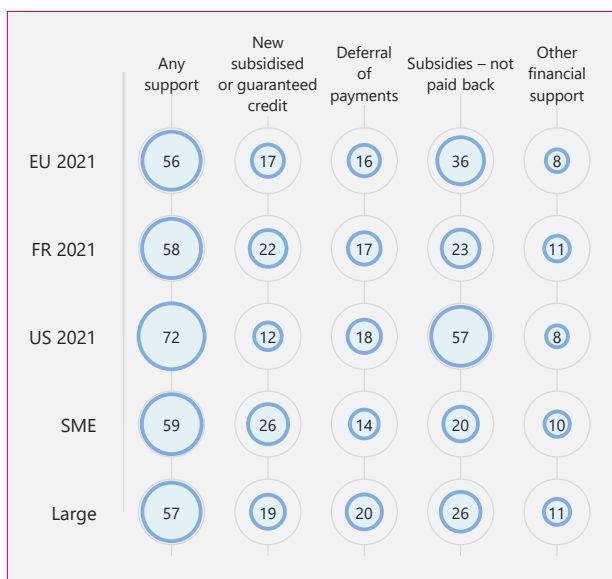 Any
support
New
subsidised
or guaranteed
credit
Deferral
of
payments
Subsidies – not
paid back
Other
financial
support
EU 2021 56 17 16 36 8
FR 2021 58 22 17 23 11
US 2021 72 12 18 57 8
SME 59 26 14 20 10
Large 57 19 20 26 11